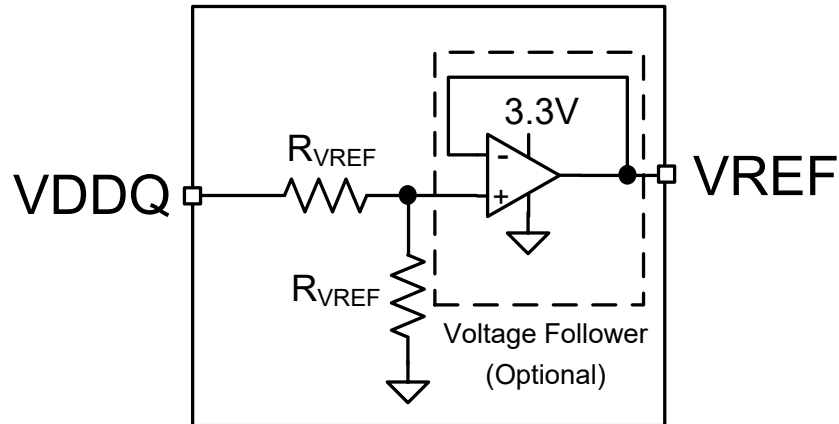 3.3V
RVREF
-
VDDQ
+
VREF
RVREF
Voltage Follower
(Optional)